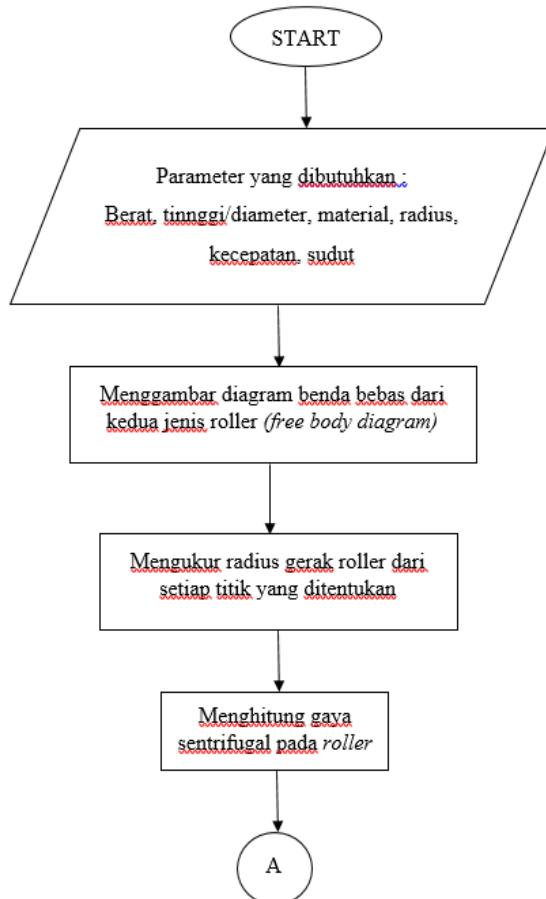 START
Parameter yang dibutuhkan :
Berat, tinnggi/diameter, material, radius,
kecepatan, sudut
Menggambar diagram benda bebas dari
kedua jenis roller (free body diagram)
Mengukur radius gerak roller dari
setiap titik yang ditentukan
Menghitung gaya
sentrifugal pada roller
A